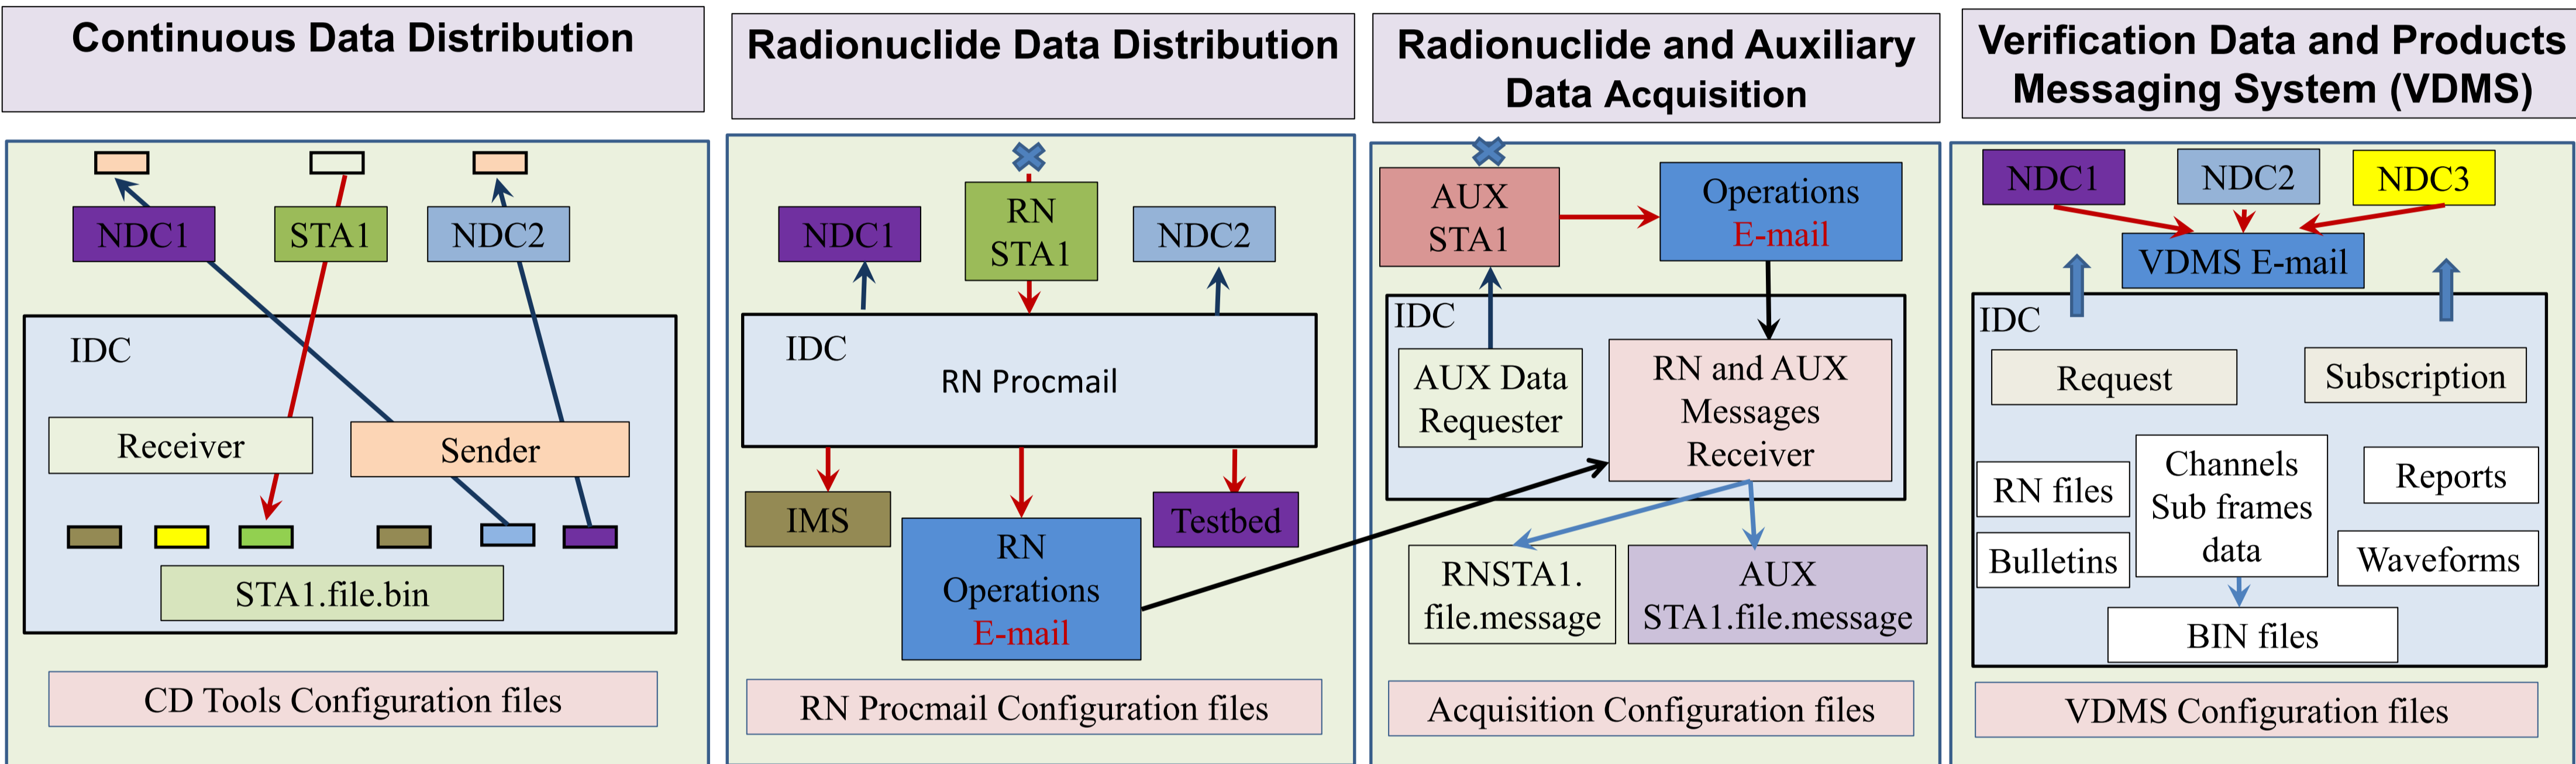 Continuous Data Distribution
NDC1
STA1
NDC2
IDC
Receiver
Sender
STA1.file.bin
CD Tools Configuration files
Radionuclide Data Distribution
NDC1
RN
STA1
NDC2
IDC
RN Procmail
IMS
RN
Operations
E-mail
Testbed
RN Procmail Configuration files
Radionuclide and Auxiliary
Data Acquisition
AUX
STA1
Operations
E-mail
IDC
AUX Data
Requester
RN and AUX
Messages
Receiver
RNSTA1.
file.message
AUX
STA1.file.message
Acquisition Configuration files
Verification Data and Products
Messaging System (VDMS)
NDC1
NDC2
NDC3
VDMS E-mail
IDC
Request
Subscription
RN files
Channels
Sub frames
data
Reports
Bulletins
Waveforms
BIN files
VDMS Configuration files